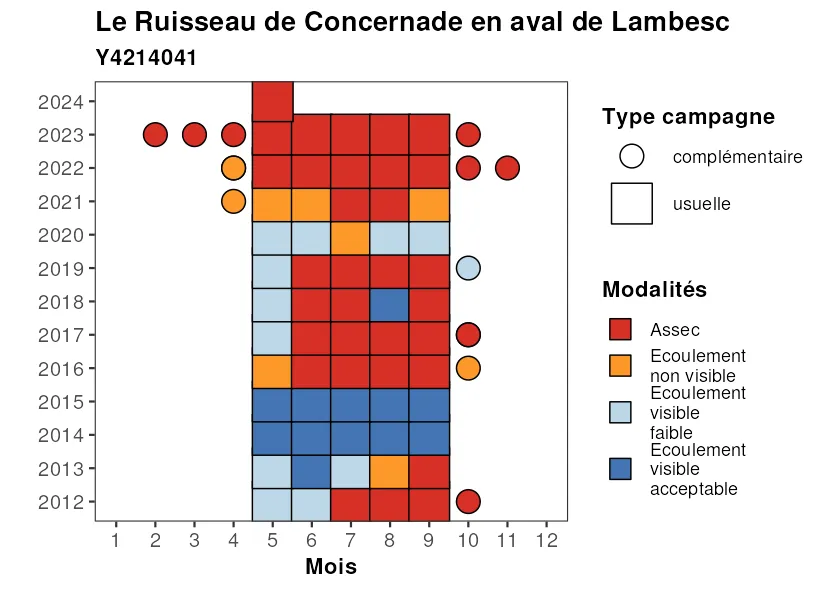 Le Ruisseau de Concernade en aval de Lambesc
Y4214041
2024
2023
2022
2021
2020
2019
2018
2017
2016
2015
2014
2013
2012
1 2 3 4 5 6 7 8 9 10 11 12
Mois
Type campagne
complémentaire
usuelle
Modalités
Assec
Ecoulement
non visible
Ecoulement
visible
faible
Ecoulement
visible
acceptable